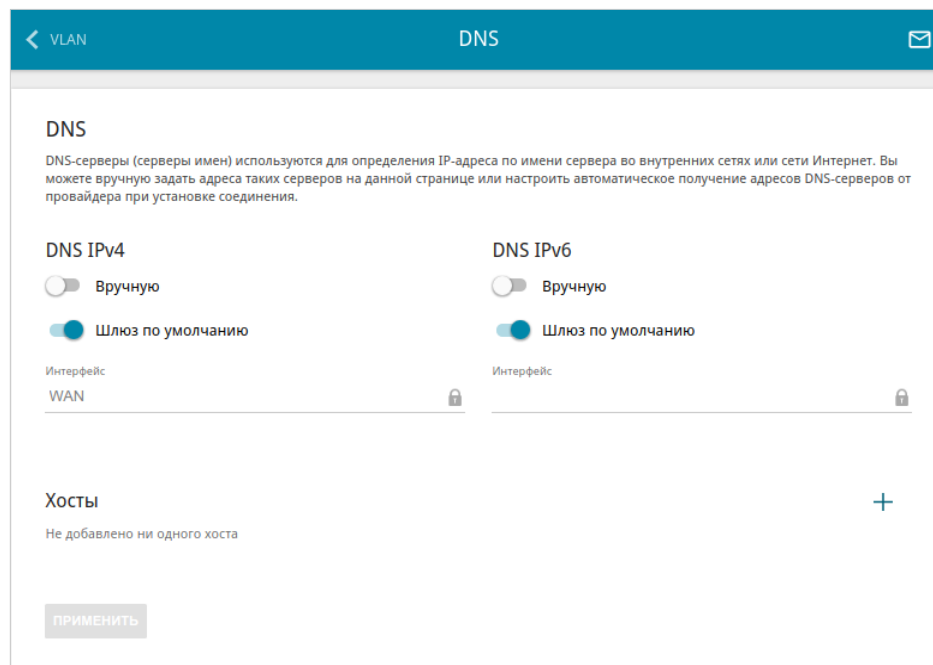 VLAN
DNS
DNS
DNS-серверы (серверы имен) используются для определения IP-адреса по имени сервера во внутренних сетях или сети Интернет. Вы
можете вручную задать адреса таких серверов на данной странице или настроить автоматическое получение адресов DNS-серверов от
провайдера при установке соединения.
DNS IPv4
Вручную
Шлюз по умолчанию
Интерфейс
WAN
DNS IPv6
Вручную
Шлюз по умолчанию
Интерфейс
Хосты
Не добавлено ни одного хоста
ПРИМЕНИТЬ